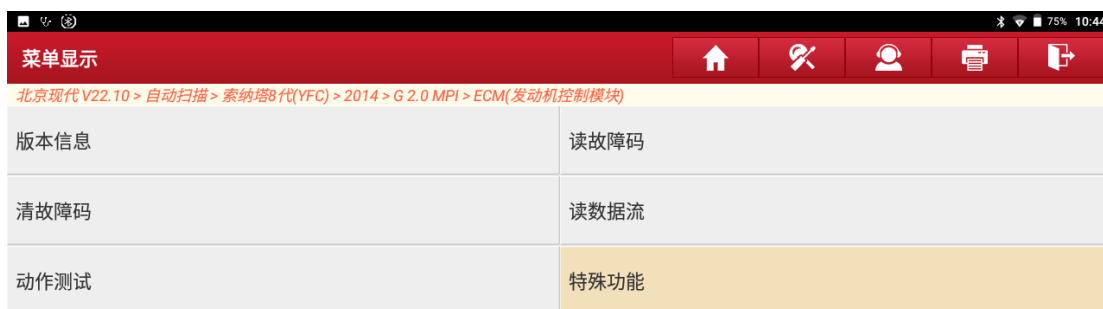 75% 10:44
菜单显示
北京现代 V22.10 > 自动扫描 > 索纳塔8代(YFC) > 2014 > G 2.0 MPI > ECM(发动机控制模块)
版本信息 读故障码
清故障码 读数据流
动作测试 特殊功能